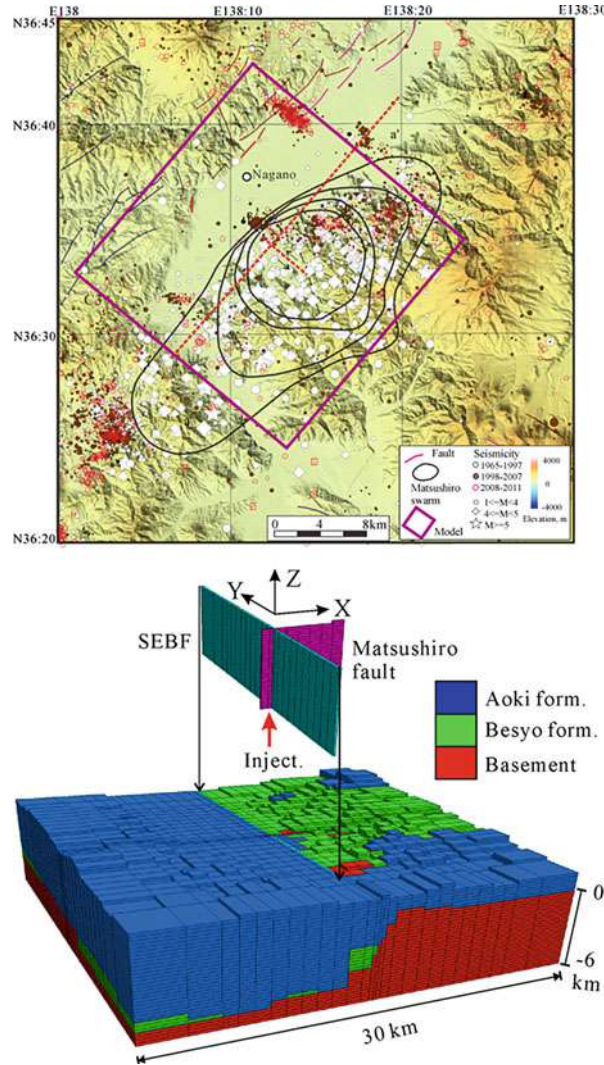 E138 E138:10 E138:20 E138:30
N36:45
N36:40
N36:30
N36:20
Nagano
a'
Fault
Matsushiro
swarm
Model
Seismicity
1965-1997
1998-2007
2008-2011
1<=M<4
4<=M<5
M>=5
4000
0
-4000
Elevation, m
0 4 8km
Z
Y
X
SEBF
Matsushiro
fault
Inject.
Aoki form.
Besyo form.
Basement
0
-6
km
30 km